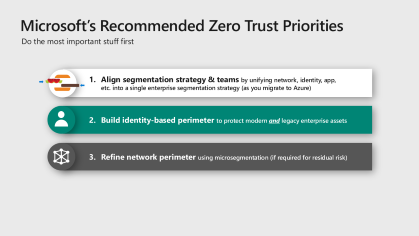 Microsoft's Recommended Zero Trust Priorities
Do the most important stuff first
1. Align segmentation strategy & teams by unifying network, identity, app,
etc. into a single enterprise segmentation strategy (as you migrate to Azure)
2. Build identity-based perimeter to protect modern and legacy enterprise assets
3. Refine network perimeter using microsegmentation (if required for residual risk)